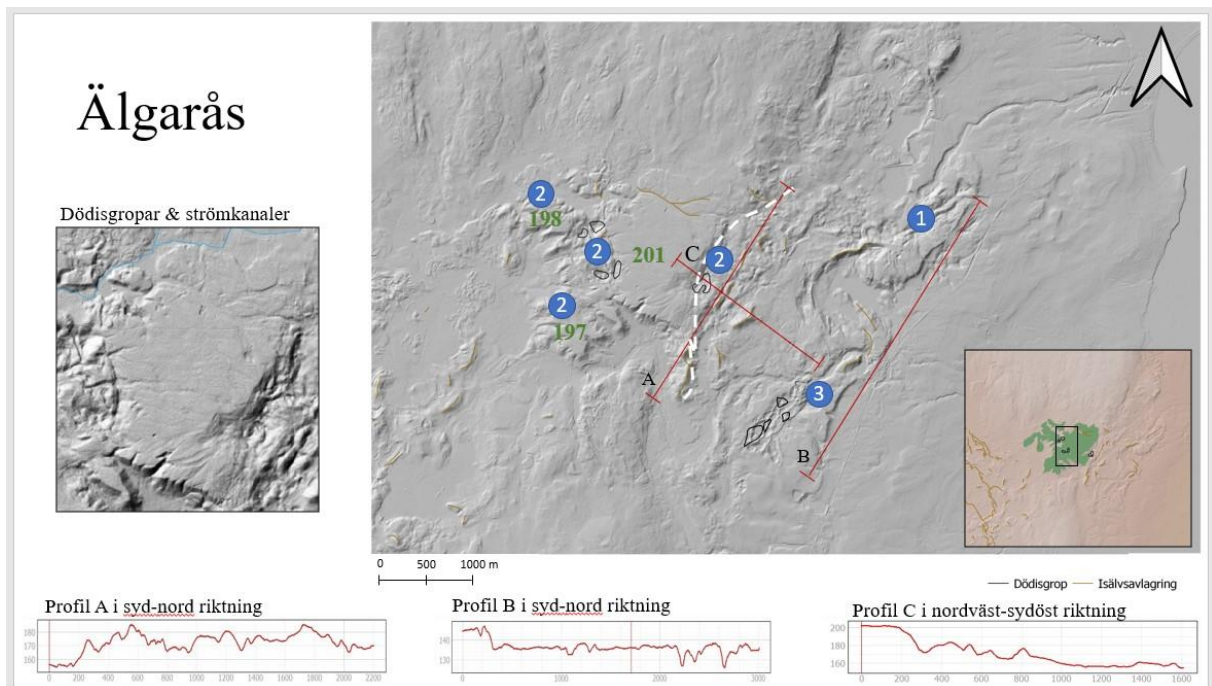 Älgarås
Dödisgropar & strömkanaler
2
198
2
201
C
2
1
2
197
A
3
B
0 500 1000 m
Dödisgrop Isälvsavlagring
Profil A i syd-nord riktning
180
170
160
0 200 400 600 800 1000 1200 1400 1600 1800 2000 2200
Profil B i syd-nord riktning
140
130
0 1000 2000 3000
Profil C i nordväst-sydöst riktning
200
180
160
0 200 400 600 800 1000 1200 1400 1600